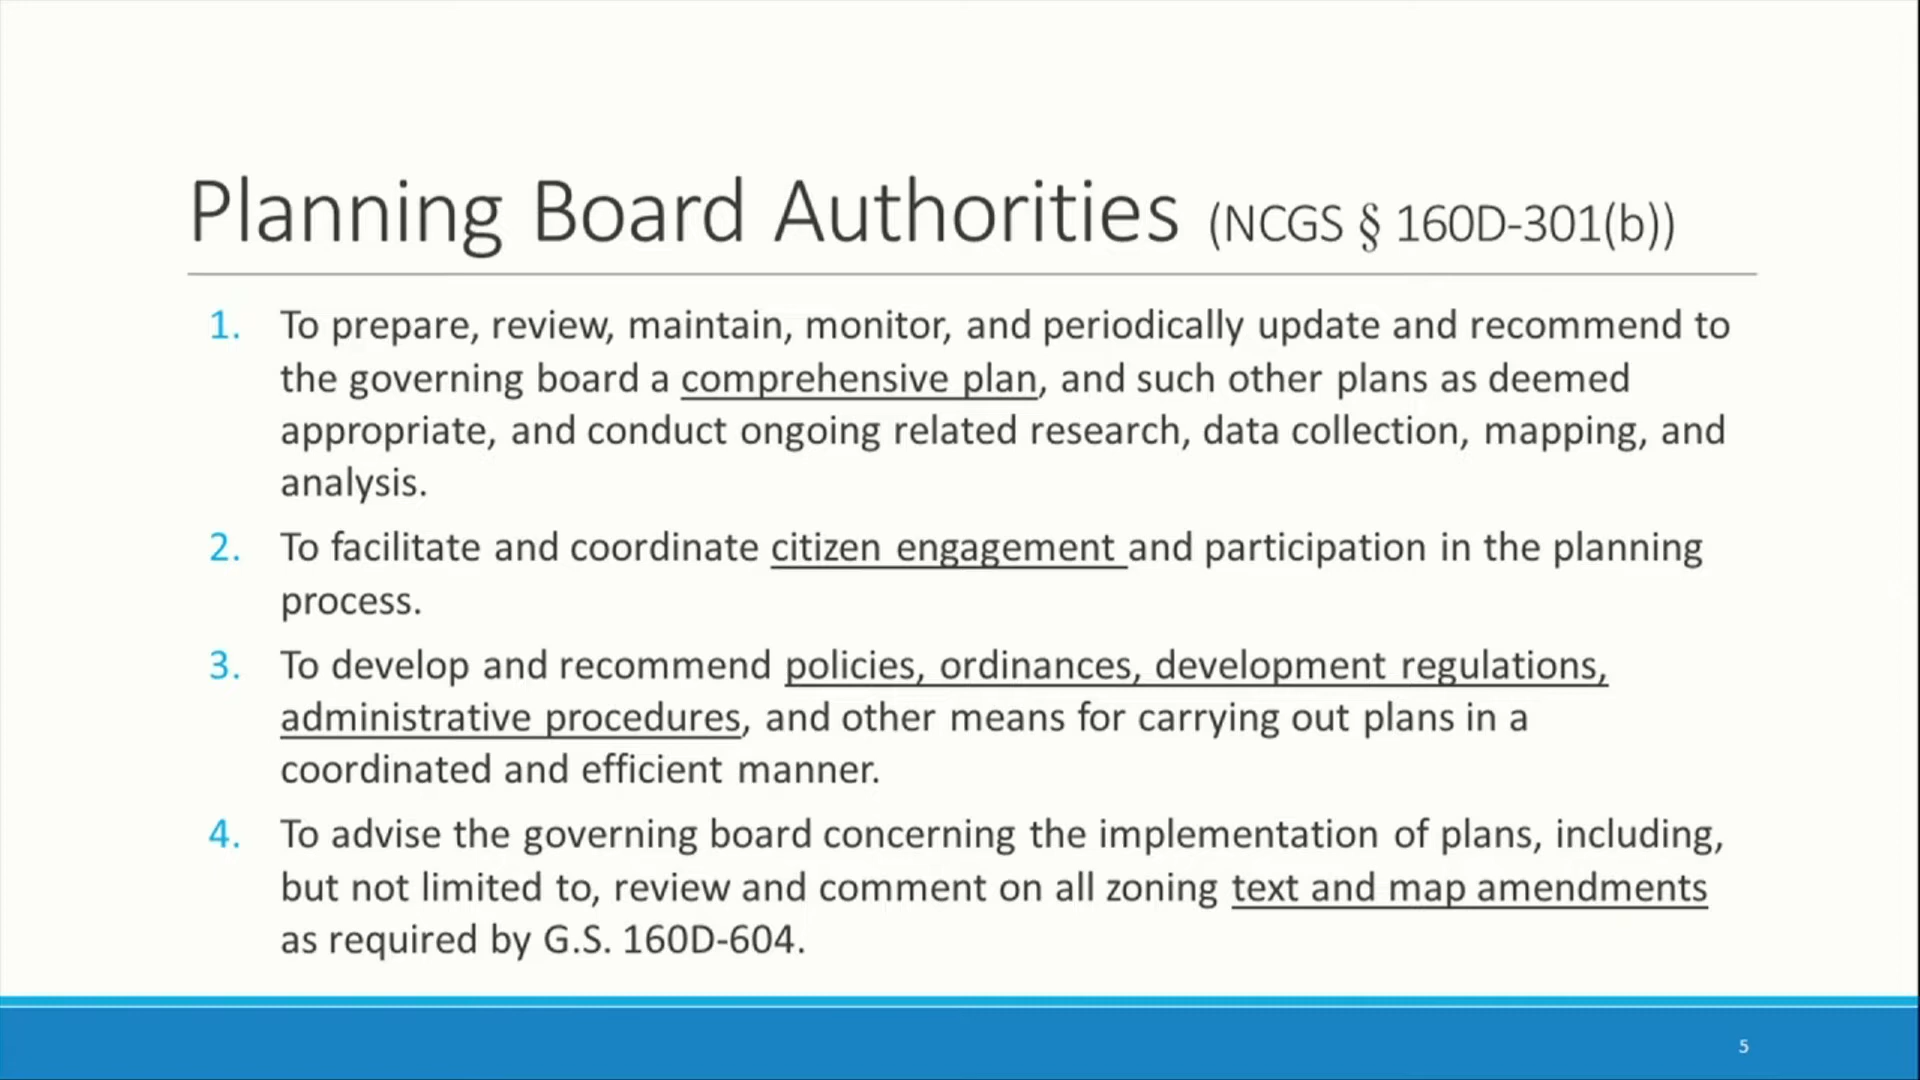 Planning Board Authorities (NCGS § 160D-301(b))
1. To prepare, review, maintain, monitor, and periodically update and recommend to
the governing board a comprehensive plan, and such other plans as deemed
appropriate, and conduct ongoing related research, data collection, mapping, and
analysis.
2. To facilitate and coordinate citizen engagement and participation in the planning
process.
3. To develop and recommend policies, ordinances, development regulations,
administrative procedures, and other means for carrying out plans in a
coordinated and efficient manner.
4. To advise the governing board concerning the implementation of plans, including,
but not limited to, review and comment on all zoning text and map amendments
as required by G.S. 160D-604.
5